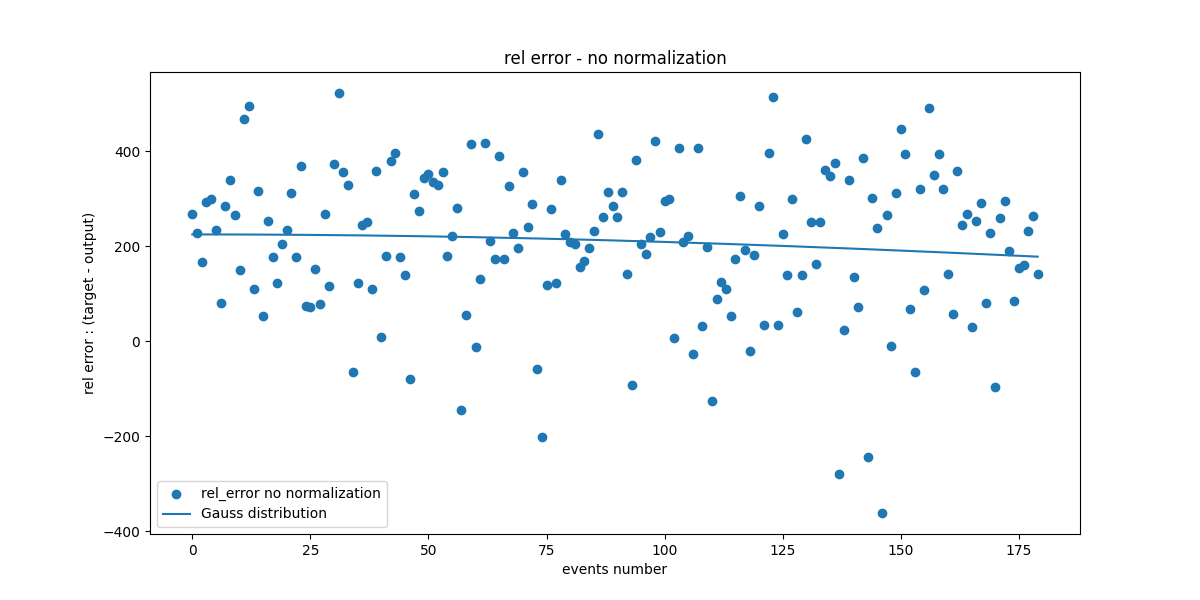 rel error - no normalization
rel error : (target - output)
400
200
0
−200
−400
rel_error no normalization
Gauss distribution
0 25 50 75 100 125 150 175
events number